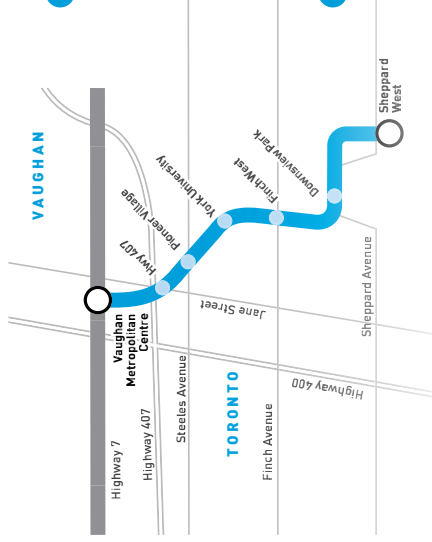 VAUGHAN
Sheppard
West
Downsview Park
Finch West
York University
Pioneer Village
Hwy 407
Vaughan
Metropolitan
Centre
Jane Street
Sheppard Avenue
Highway 400
TORONTO
Steeles Avenue
Finch Avenue
Highway 407
Highway 7